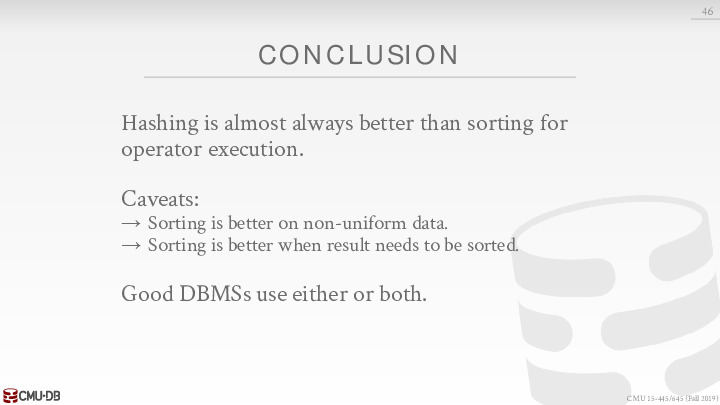 46
CONCLUSION
Hashing is almost always better than sorting for
operator execution.
Caveats:
→ Sorting is better on non-uniform data.
→ Sorting is better when result needs to be sorted.
Good DBMSs use either or both.
CMU·DB
CMU 15-445/645 (Fall 2019)